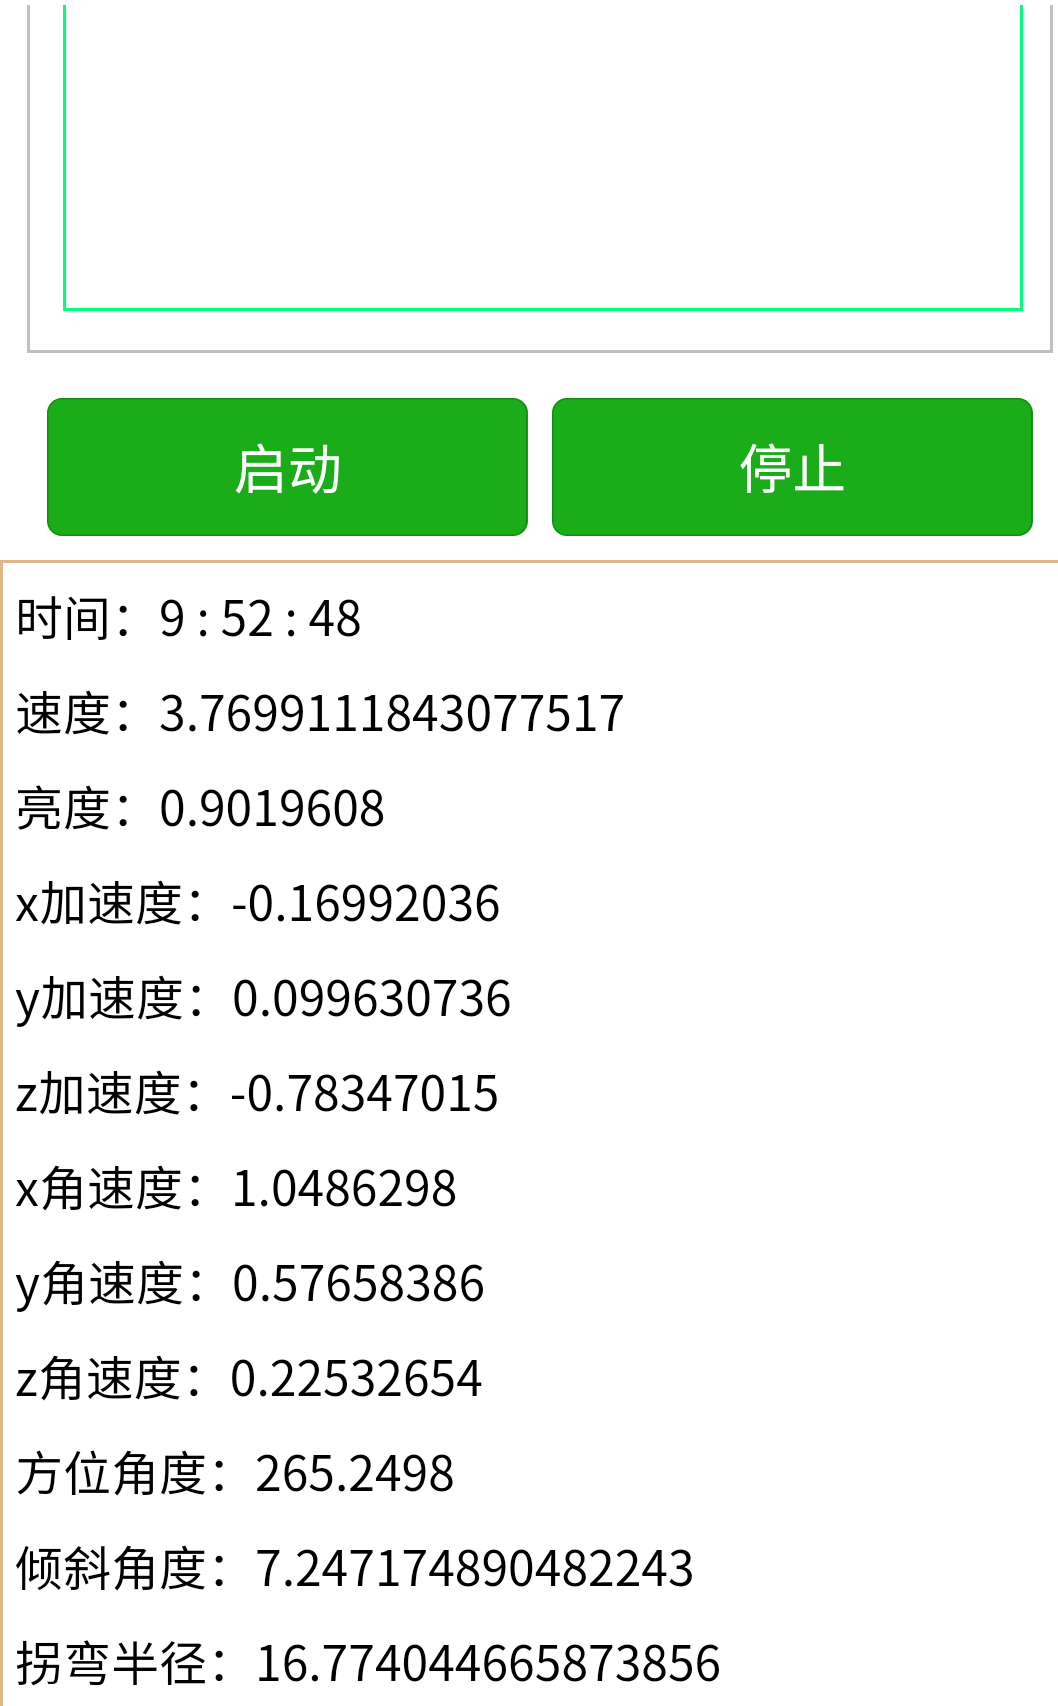 启动 停止
时间：9 : 52 : 48
速度：3.7699111843077517
亮度：0.9019608
x加速度：-0.16992036
y加速度：0.099630736
z加速度：-0.78347015
x角速度：1.0486298
y角速度：0.57658386
z角速度：0.22532654
方位角度：265.2498
倾斜角度：7.247174890482243
拐弯半径：16.774044665873856